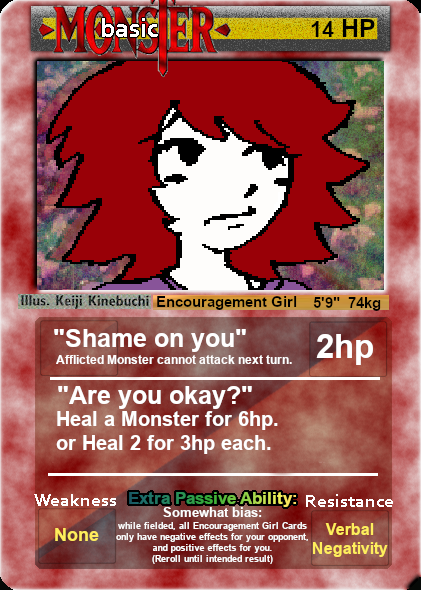 MONSTER
basic
14 HP
Illus. Keiji Kinebuchi Encouragement Girl 5'9" 74kg
"Shame on you"
2hp
Afflicted Monster cannot attack next turn.
"Are you okay?"
Heal a Monster for 6hp.
or Heal 2 for 3hp each.
Weakness
None
Extra Passive Ability:
Somewhat bias:
while fielded, all Encouragement Girl Cards
only have negative effects for your opponent,
and positive effects for you.
(Reroll until intended result)
Resistance
Verbal
Negativity